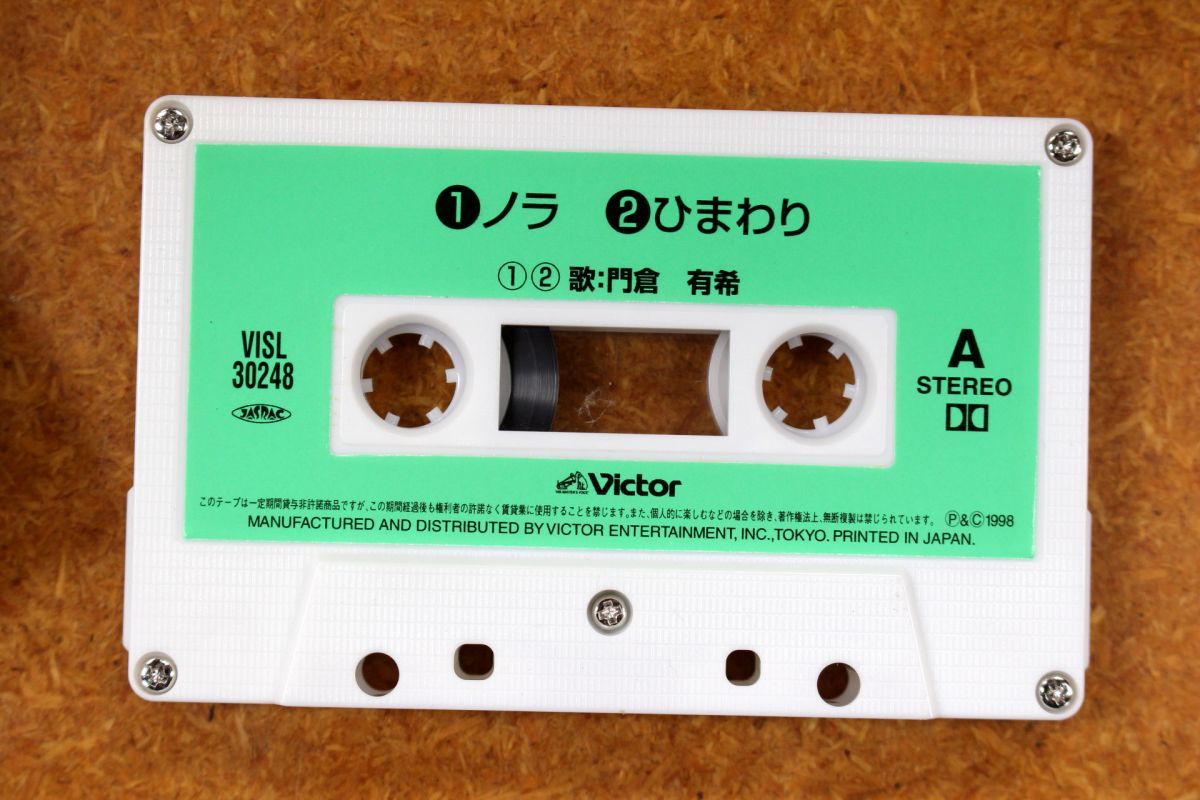 ❶ノラ ❷ひまわり
①② 歌:門倉 有希
VISL
30248
JASRAC
A
STEREO
Victor
このテープは一定期間貸与非許諾商品ですが、この期間経過後も権利者の許諾なく賃貸業に使用することを禁じます。また、個人的に楽しむなどの場合を除き、著作権法上、無断複製は禁じられています。 Ⓟ&Ⓒ1998
MANUFACTURED AND DISTRIBUTED BY VICTOR ENTERTAINMENT, INC.,TOKYO. PRINTED IN JAPAN.